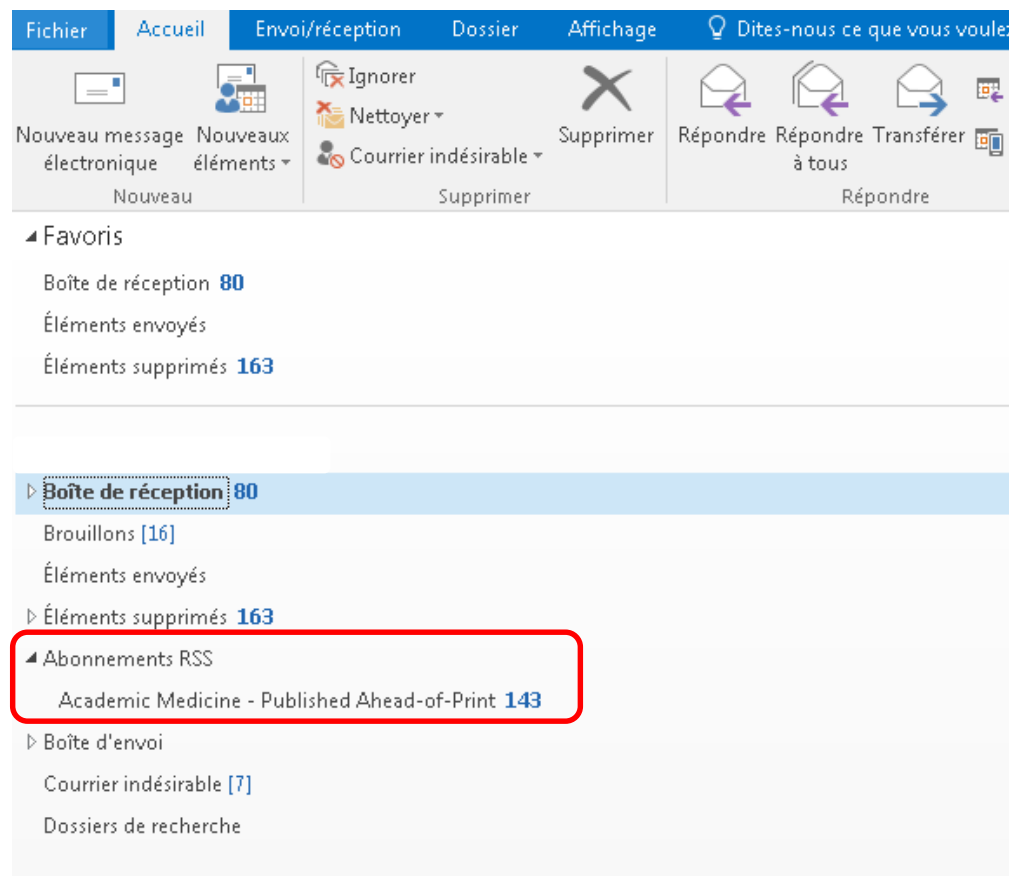 Fichier Accueil Envoi/réception Dossier Affichage Dites-nous ce que vous voulez
Ignorer
Nettoyer
Courrier indésirable
Nouveau message électronique
Nouveaux éléments
Supprimer
Répondre
Répondre à tous
Transférer
Nouveau Supprimer Répondre
Favoris
Boîte de réception 80
Éléments envoyés
Éléments supprimés 163
Boîte de réception 80
Brouillons [16]
Éléments envoyés
Éléments supprimés 163
Abonnements RSS
Academic Medicine - Published Ahead-of-Print 143
Boîte d'envoi
Courrier indésirable [7]
Dossiers de recherche